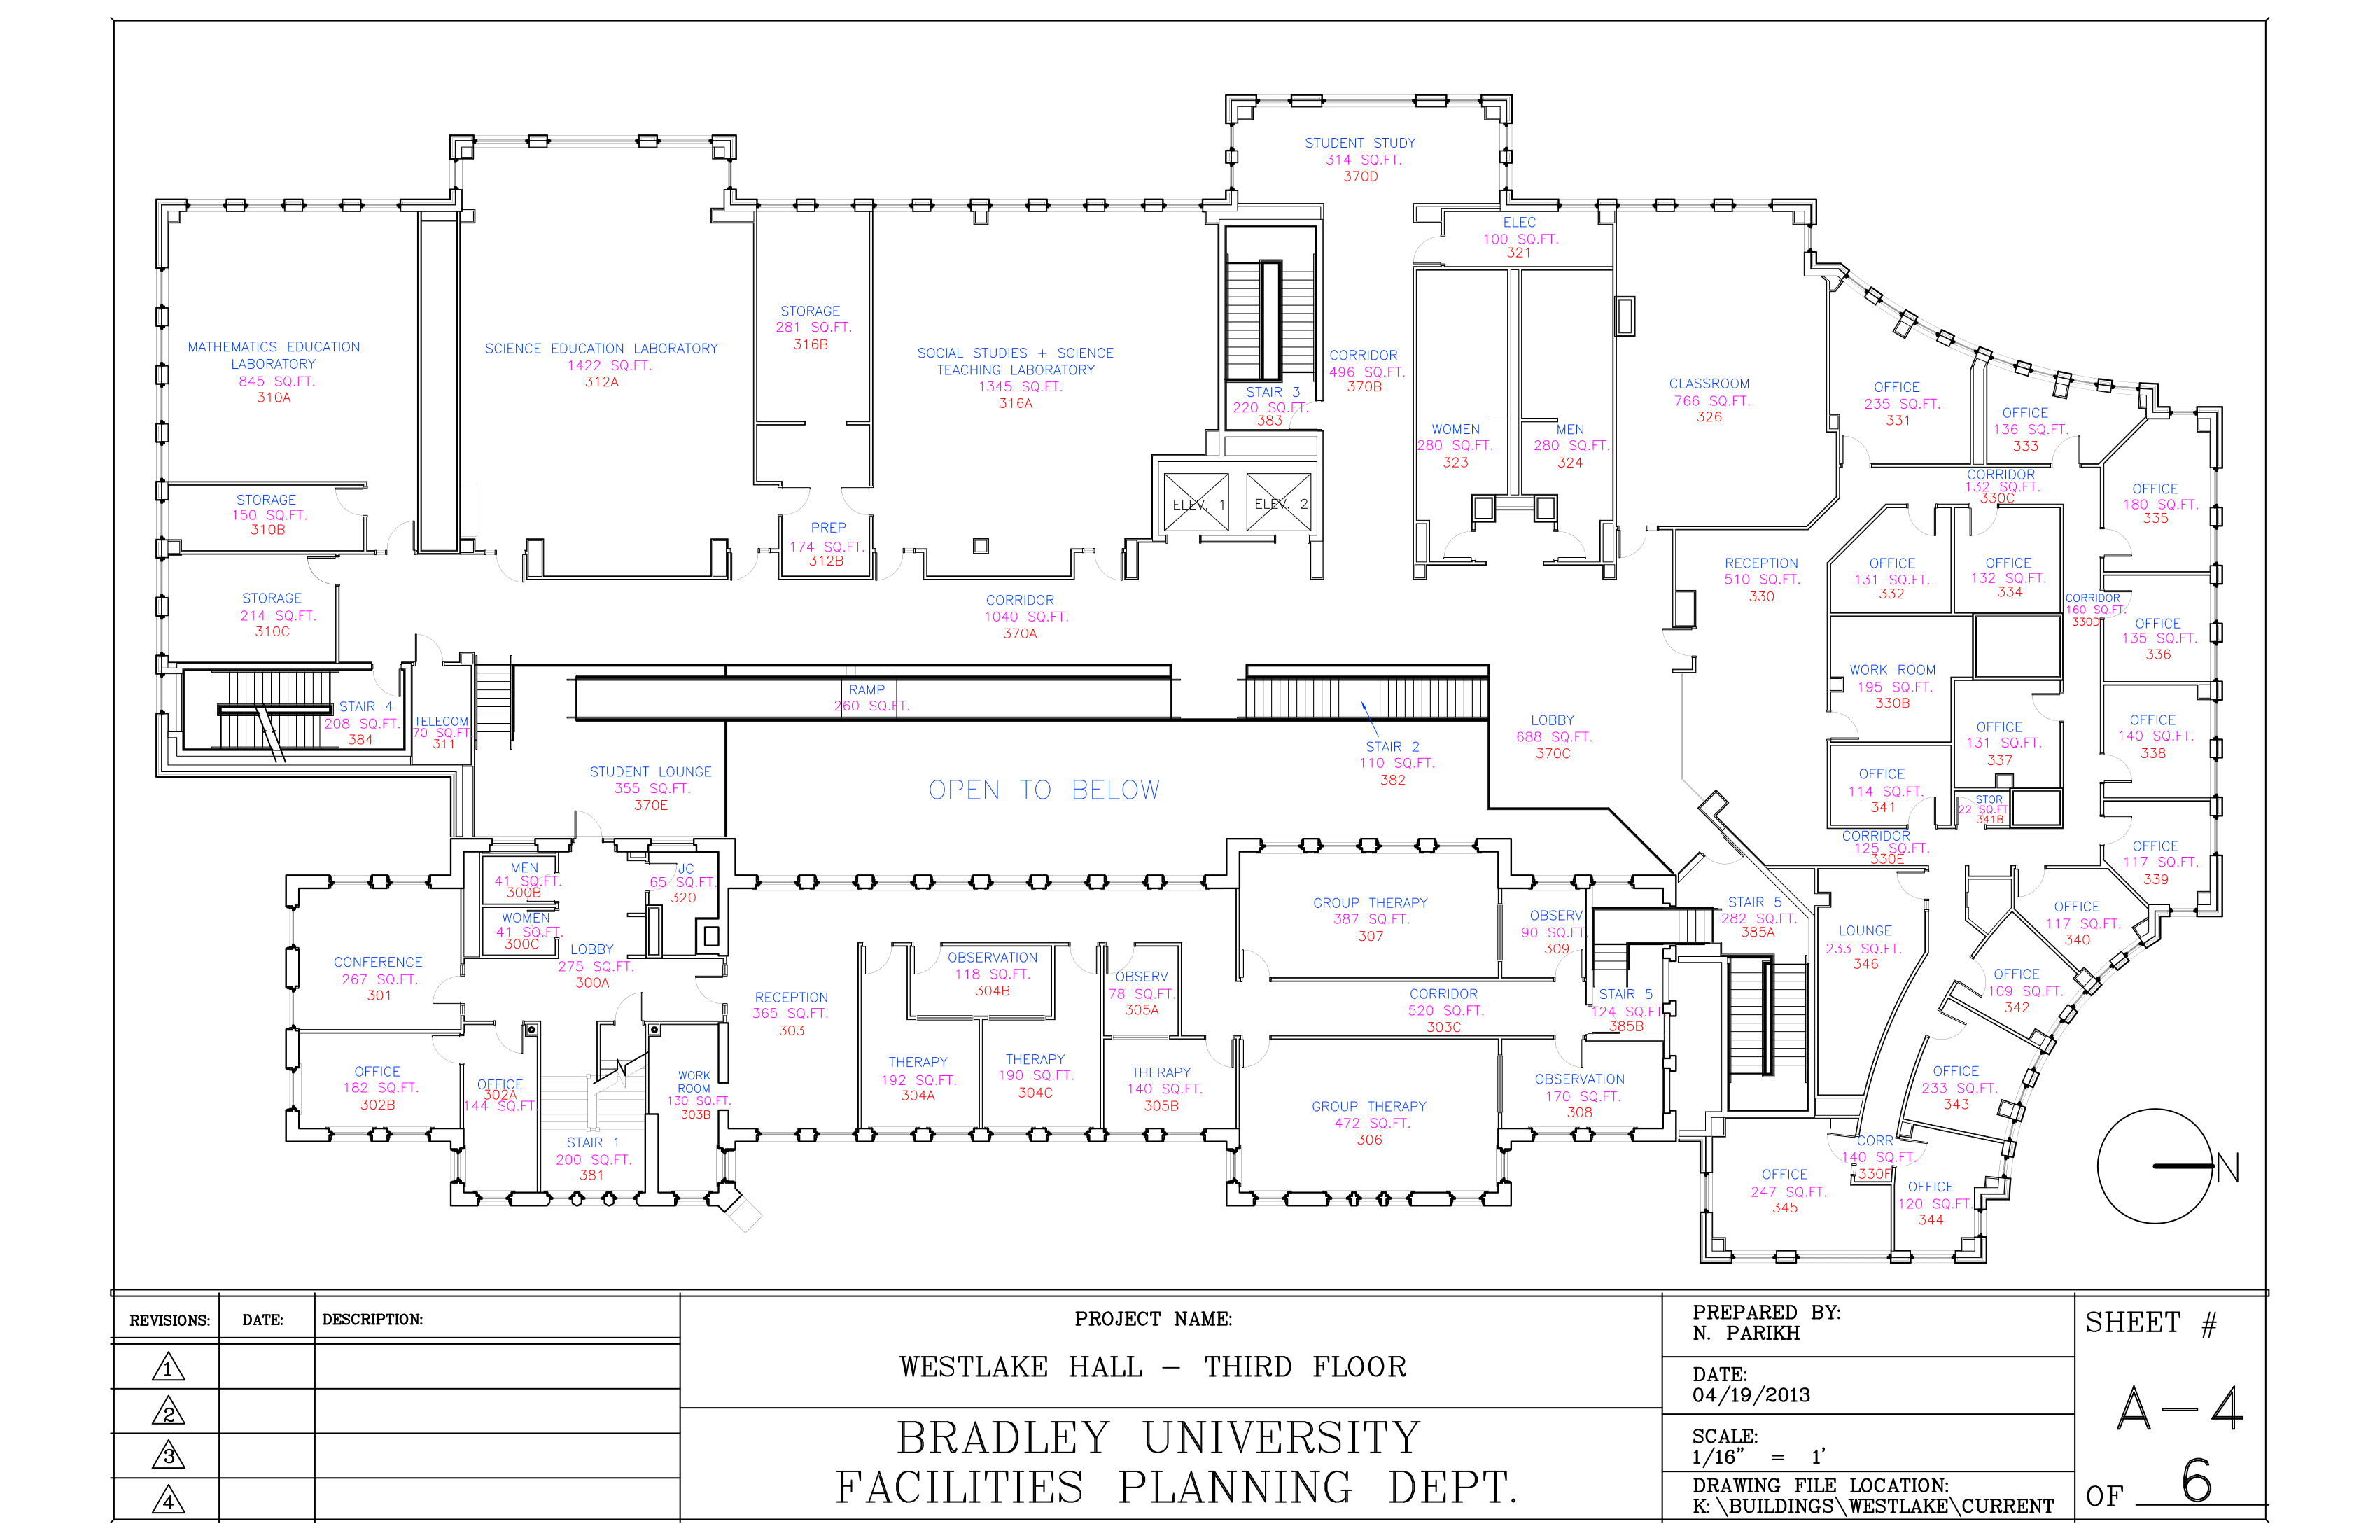 STUDENT STUDY
314 SQ.FT.
370D
ELEC
100 SQ.FT.
321
STORAGE
281 SQ.FT.
316B
MATHEMATICS EDUCATION
LABORATORY
845 SQ.FT.
310A
SCIENCE EDUCATION LABORATORY
1422 SQ.FT.
312A
SOCIAL STUDIES + SCIENCE
TEACHING LABORATORY
1345 SQ.FT.
316A
STAIR 3
220 SQ.FT.
383
CORRIDOR
496 SQ.FT.
370B
WOMEN
280 SQ.FT.
323
MEN
280 SQ.FT.
324
CLASSROOM
766 SQ.FT.
326
OFFICE
235 SQ.FT.
331
OFFICE
136 SQ.FT.
333
CORRIDOR
132 SQ.FT.
330C
OFFICE
180 SQ.FT.
335
STORAGE
150 SQ.FT.
310B
PREP
174 SQ.FT.
312B
ELEV. 1
ELEV. 2
RECEPTION
510 SQ.FT.
330
OFFICE
131 SQ.FT.
332
OFFICE
132 SQ.FT.
334
CORRIDOR
160 SQ.FT.
330D
OFFICE
135 SQ.FT.
336
STORAGE
214 SQ.FT.
310C
CORRIDOR
1040 SQ.FT.
370A
WORK ROOM
195 SQ.FT.
330B
STAIR 4
208 SQ.FT.
384
TELECOM
70 SQ.FT.
311
RAMP
260 SQ.FT.
STAIR 2
110 SQ.FT.
382
LOBBY
688 SQ.FT.
370C
OFFICE
131 SQ.FT.
337
OFFICE
140 SQ.FT.
338
STUDENT LOUNGE
355 SQ.FT.
370E
OPEN TO BELOW
OFFICE
114 SQ.FT.
341
STOR
22 SQ.FT.
341B
CORRIDOR
125 SQ.FT.
330E
OFFICE
117 SQ.FT.
339
MEN
41 SQ.FT.
300B
WOMEN
41 SQ.FT.
300C
JC
65 SQ.FT.
320
LOBBY
275 SQ.FT.
300A
CONFERENCE
267 SQ.FT.
301
GROUP THERAPY
387 SQ.FT.
307
OBSERV
90 SQ.FT.
309
STAIR 5
282 SQ.FT.
385A
LOUNGE
233 SQ.FT.
346
OFFICE
117 SQ.FT.
340
OFFICE
109 SQ.FT.
342
RECEPTION
365 SQ.FT.
303
OBSERVATION
118 SQ.FT.
304B
OBSERV
78 SQ.FT.
305A
CORRIDOR
520 SQ.FT.
303C
STAIR 5
124 SQ.FT.
385B
OFFICE
182 SQ.FT.
302B
OFFICE
302A
144 SQ.FT.
WORK
ROOM
130 SQ.FT.
303B
THERAPY
192 SQ.FT.
304A
THERAPY
190 SQ.FT.
304C
THERAPY
140 SQ.FT.
305B
GROUP THERAPY
472 SQ.FT.
306
OBSERVATION
170 SQ.FT.
308
OFFICE
233 SQ.FT.
343
STAIR 1
200 SQ.FT.
381
CORR
140 SQ.FT.
330F
OFFICE
247 SQ.FT.
345
OFFICE
120 SQ.FT.
344
N
REVISIONS: DATE: DESCRIPTION:
1
2
3
4
PROJECT NAME:
WESTLAKE HALL – THIRD FLOOR
BRADLEY UNIVERSITY
FACILITIES PLANNING DEPT.
PREPARED BY:
N. PARIKH
DATE:
04/19/2013
SCALE:
1/16" = 1'
DRAWING FILE LOCATION:
K:\BUILDINGS\WESTLAKE\CURRENT
SHEET #
A-4
OF 6